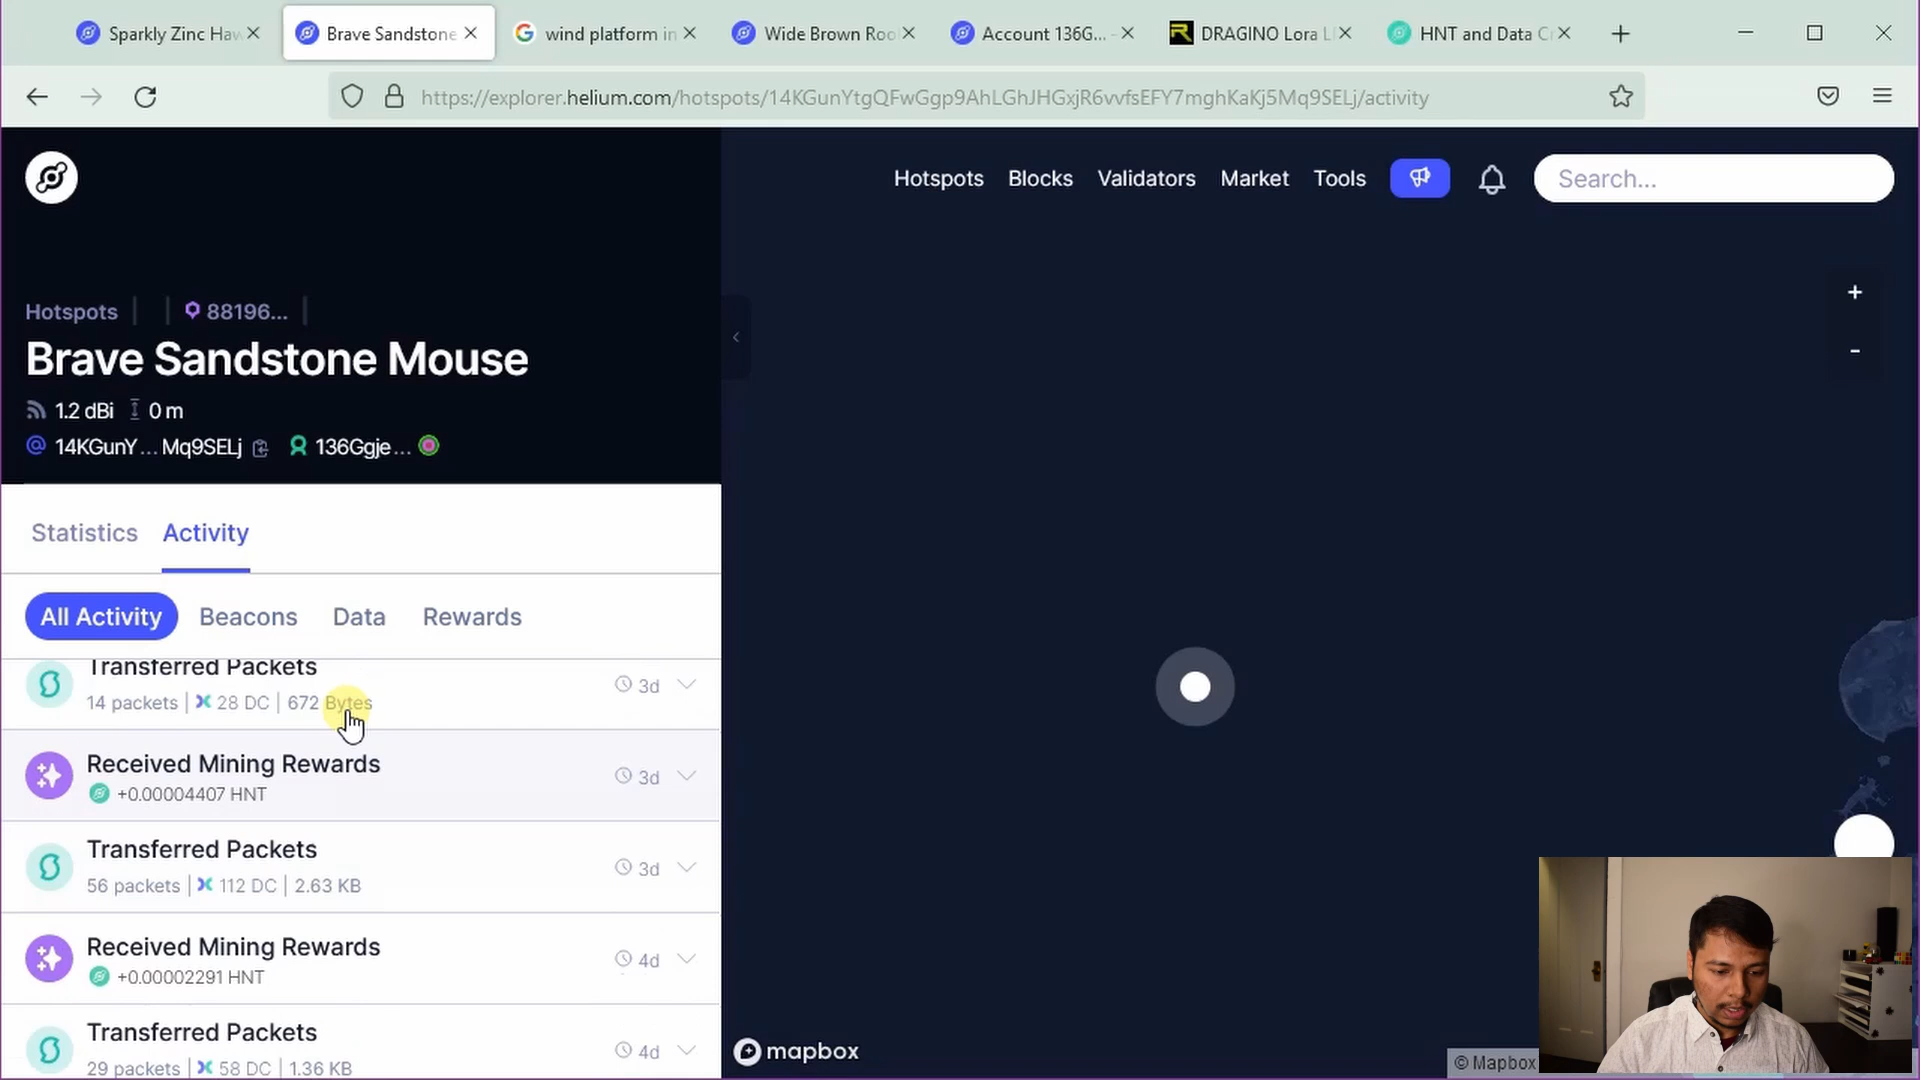 Sparkly Zinc Haw
Brave Sandstone
wind platform in
Wide Brown Roo
Account 136G... -
DRAGINO Lora L
HNT and Data C
https://explorer.helium.com/hotspots/14KGunYtgQFwGgp9AhLGhJHGxjR6vvfsEFY7mghKaKj5Mq9SELj/activity
Hotspots Blocks Validators Market Tools
Search...
Hotspots | | 88196... |
Brave Sandstone Mouse
1.2 dBi 0 m
14KGunY ... Mq9SELj 136Ggje ...
Statistics Activity
All Activity Beacons Data Rewards
Transferred Packets
14 packets | 28 DC | 672 Bytes
3d
Received Mining Rewards
+0.00004407 HNT
3d
Transferred Packets
56 packets | 112 DC | 2.63 KB
3d
Received Mining Rewards
+0.00002291 HNT
4d
Transferred Packets
29 packets | 58 DC | 1.36 KB
4d
+
-
mapbox
© Mapbox